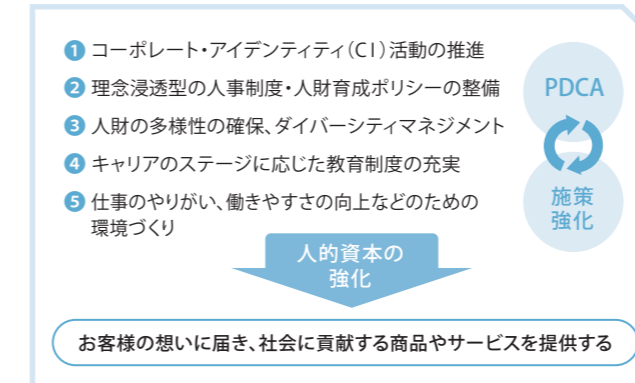 ❶ コーポレート・アイデンティティ(CI)活動の推進
❷ 理念浸透型の人事制度・人財育成ポリシーの整備
❸ 人財の多様性の確保、ダイバーシティマネジメント
❹ キャリアのステージに応じた教育制度の充実
❺ 仕事のやりがい、働きやすさの向上などのための
環境づくり
PDCA
施策
強化
人的資本の
強化
お客様の想いに届き、社会に貢献する商品やサービスを提供する